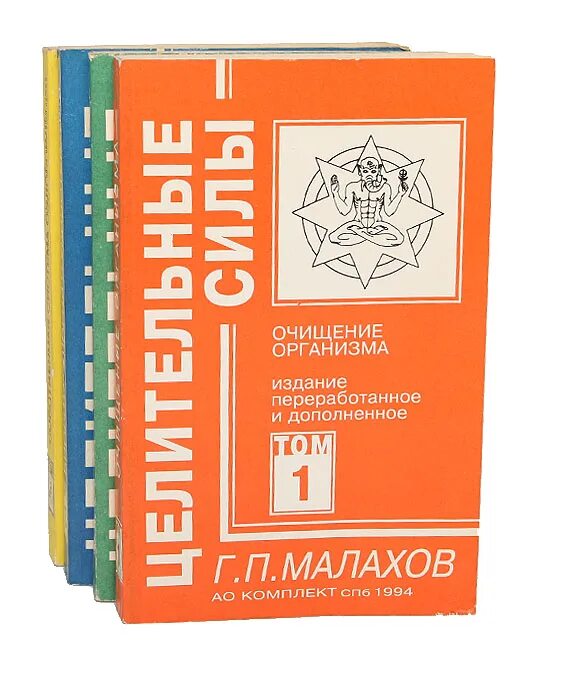 ЦЕЛИТЕЛЬНЫЕ
СИЛЫ
ОЧИЩЕНИЕ
ОРГАНИЗМА
издание
переработанное
и дополненное
ТОМ
1
Г.П.МАЛАХОВ
АО КОМПЛЕКТ спб 1994